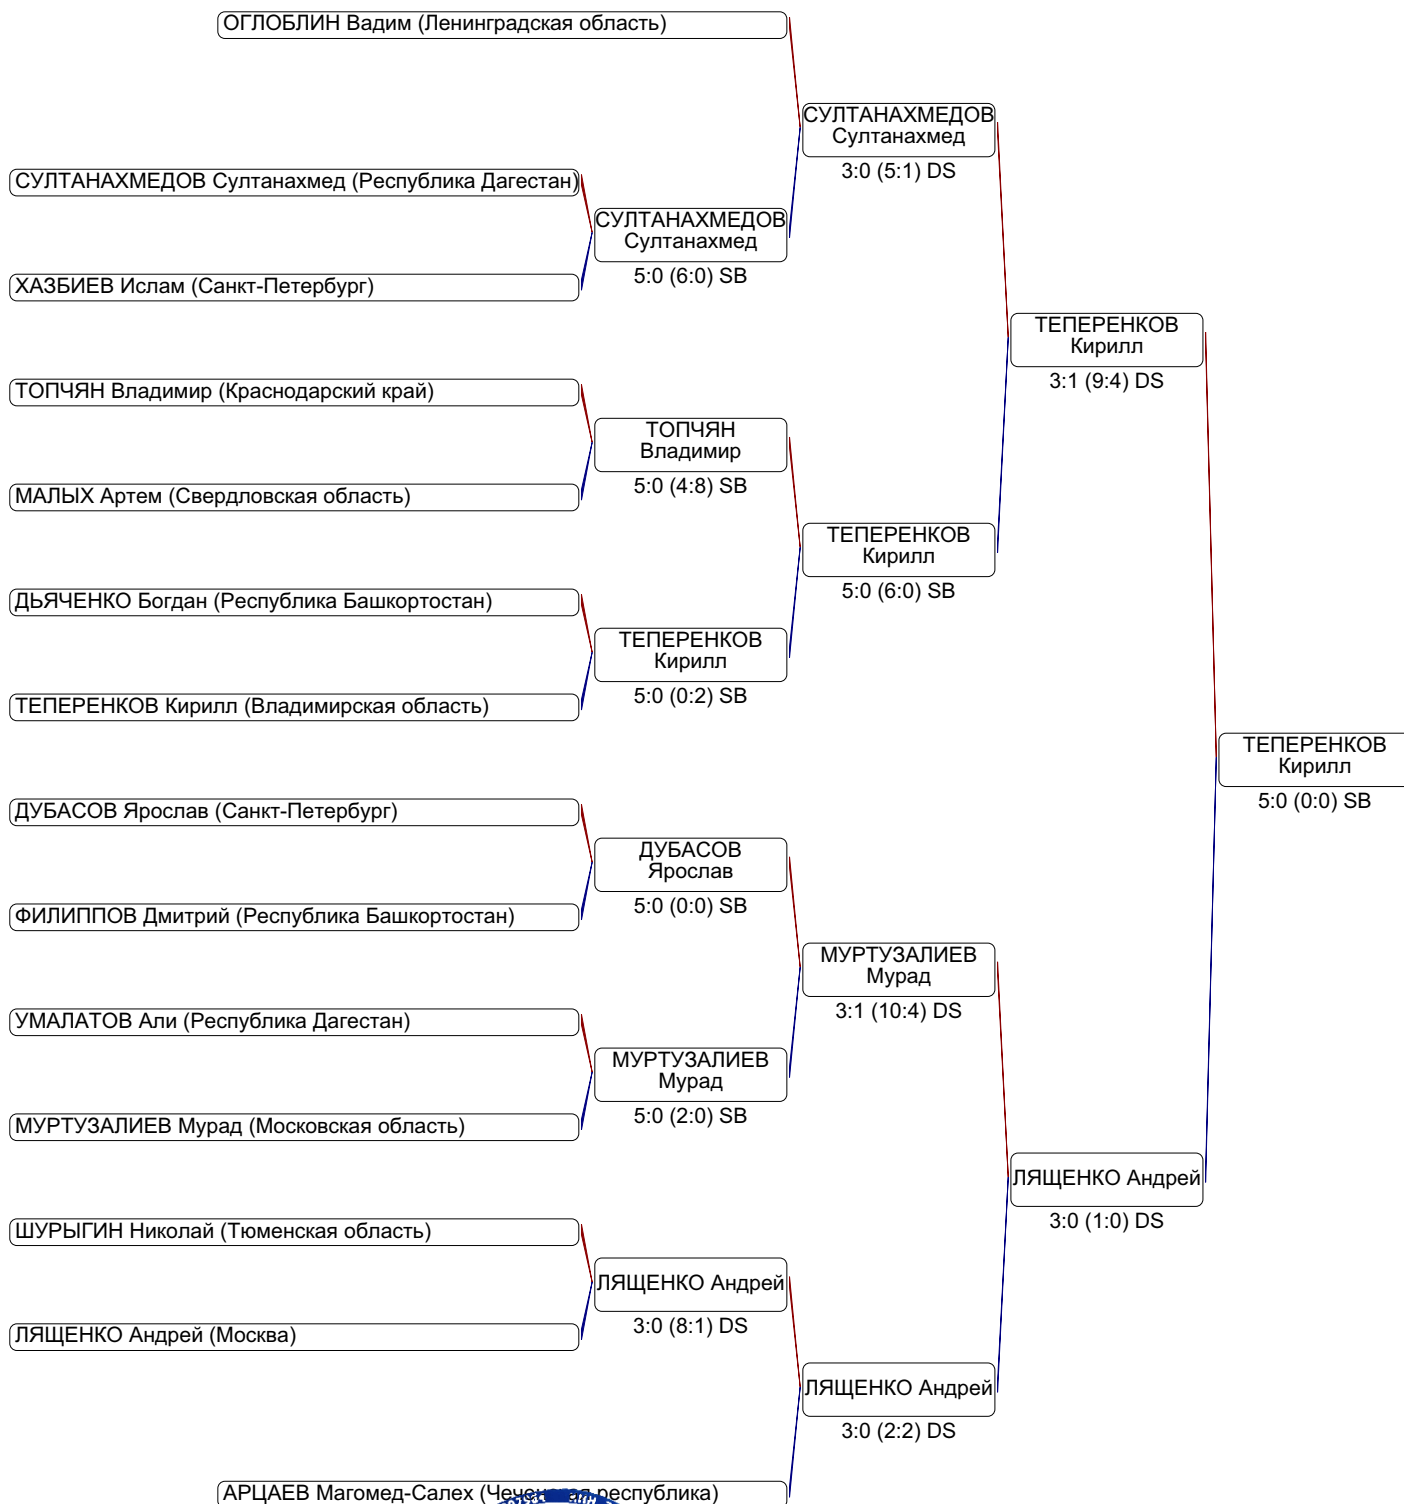 ОГЛОБЛИН Вадим (Ленинградская область)
СУЛТАНАХМЕДОВ
Султанахмед
3:0 (5:1) DS
СУЛТАНАХМЕДОВ Султанахмед (Республика Дагестан)
СУЛТАНАХМЕДОВ
Султанахмед
5:0 (6:0) SB
ХАЗБИЕВ Ислам (Санкт-Петербург)
ТЕПЕРЕНКОВ
Кирилл
3:1 (9:4) DS
ТОПЧЯН Владимир (Краснодарский край)
ТОПЧЯН
Владимир
5:0 (4:8) SB
МАЛЫХ Артем (Свердловская область)
ТЕПЕРЕНКОВ
Кирилл
5:0 (6:0) SB
ДЬЯЧЕНКО Богдан (Республика Башкортостан)
ТЕПЕРЕНКОВ
Кирилл
5:0 (0:2) SB
ТЕПЕРЕНКОВ Кирилл (Владимирская область)
ТЕПЕРЕНКОВ
Кирилл
5:0 (0:0) SB
ДУБАСОВ Ярослав (Санкт-Петербург)
ДУБАСОВ
Ярослав
5:0 (0:0) SB
ФИЛИППОВ Дмитрий (Республика Башкортостан)
МУРТУЗАЛИЕВ
Мурад
3:1 (10:4) DS
УМАЛАТОВ Али (Республика Дагестан)
МУРТУЗАЛИЕВ
Мурад
5:0 (2:0) SB
МУРТУЗАЛИЕВ Мурад (Московская область)
ЛЯЩЕНКО Андрей
3:0 (1:0) DS
ШУРЫГИН Николай (Тюменская область)
ЛЯЩЕНКО Андрей
3:0 (8:1) DS
ЛЯЩЕНКО Андрей (Москва)
ЛЯЩЕНКО Андрей
3:0 (2:2) DS
АРЦАЕВ Магомед-Салех (Чеченская республика)